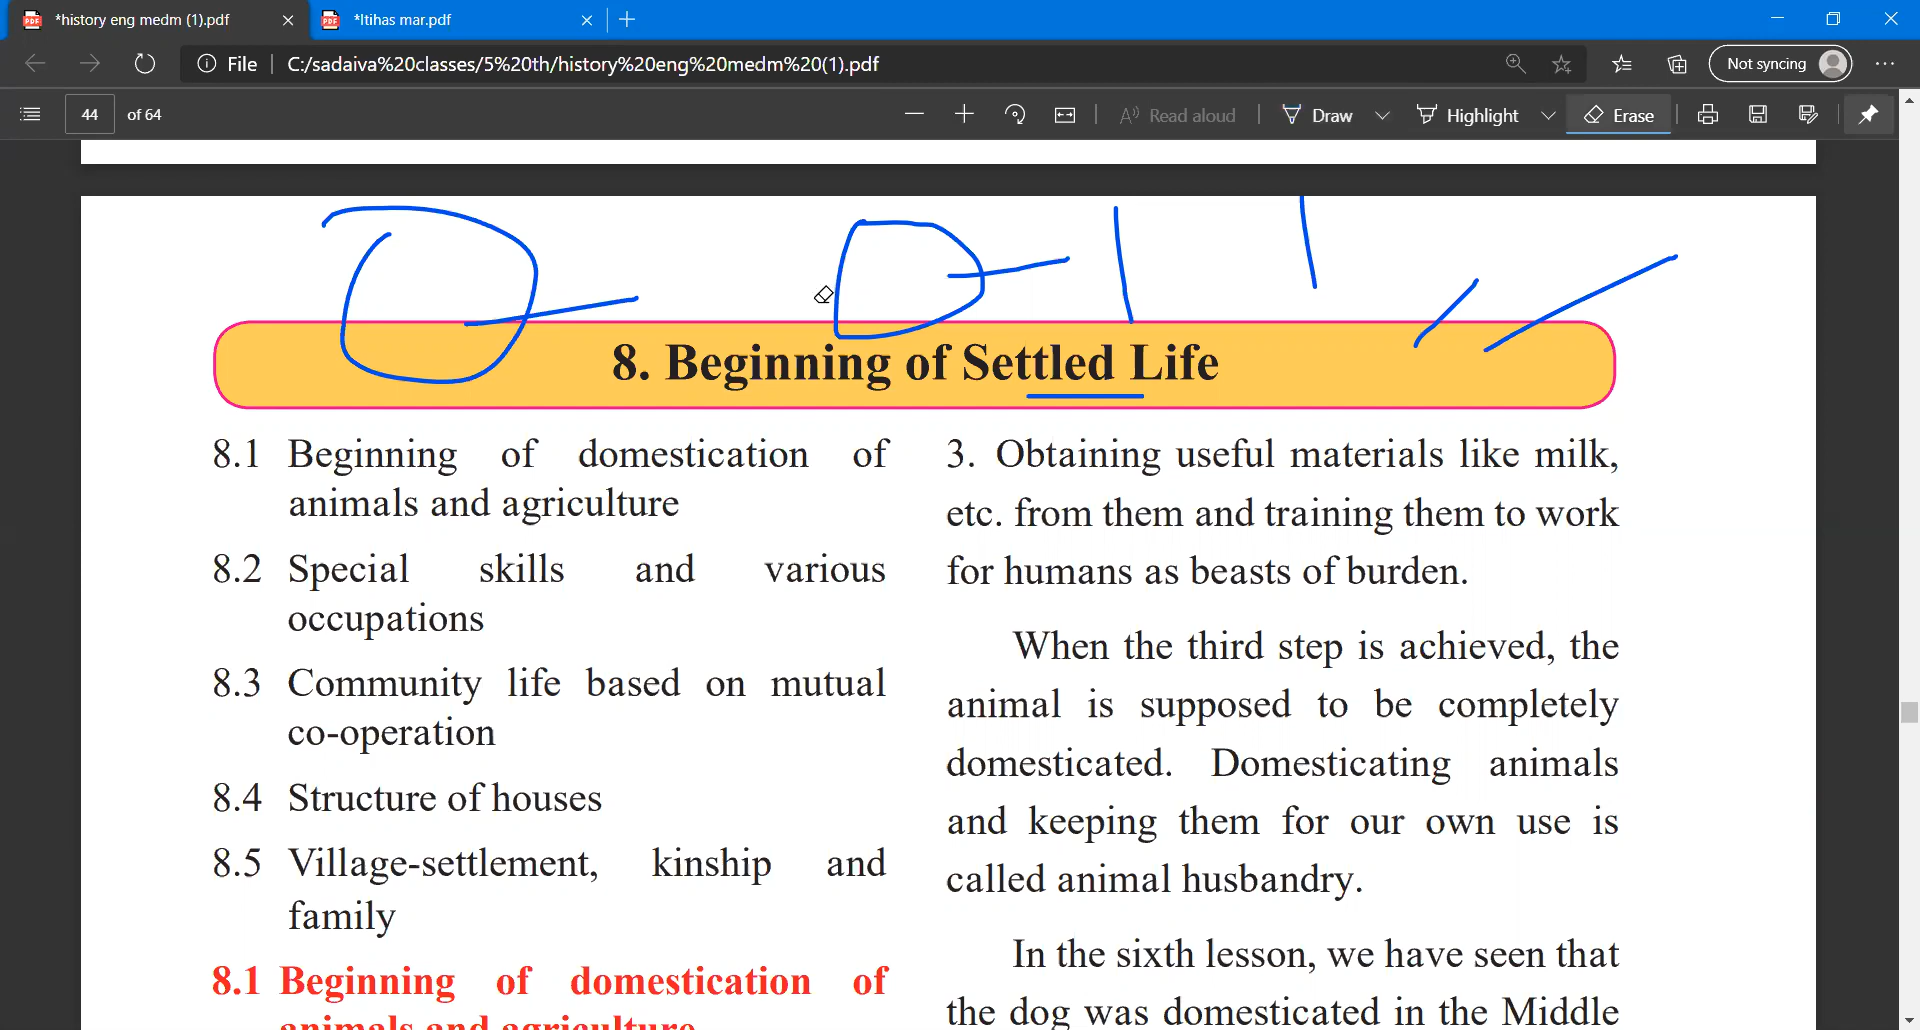 *history eng medm (1).pdf
*Itihas mar.pdf
File
C:/sadaiva%20classes/5%20th/history%20eng%20medm%20(1).pdf
Not syncing
44 of 64
Read aloud
Draw
Highlight
Erase
8. Beginning of Settled Life
8.1 Beginning of domestication of
animals and agriculture
8.2 Special skills and various
occupations
8.3 Community life based on mutual
co-operation
8.4 Structure of houses
8.5 Village-settlement, kinship and
family
8.1 Beginning of domestication of
animals and agriculture
3. Obtaining useful materials like milk,
etc. from them and training them to work
for humans as beasts of burden.
When the third step is achieved, the
animal is supposed to be completely
domesticated. Domesticating animals
and keeping them for our own use is
called animal husbandry.
In the sixth lesson, we have seen that
the dog was domesticated in the Middle